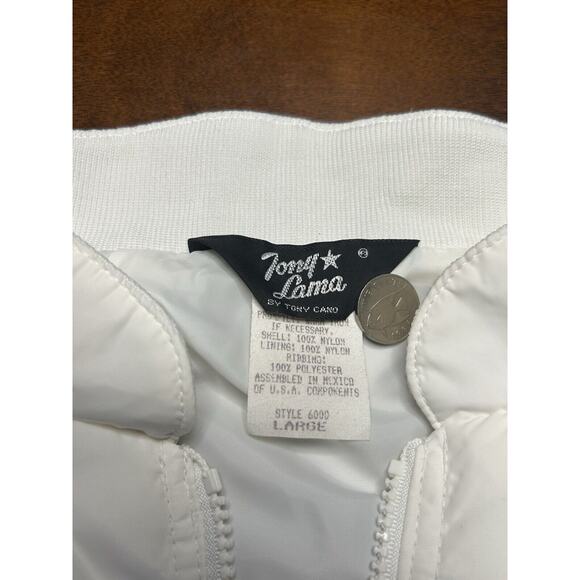 Tony
Lama
®
BY TONY CANO
IF NECESSARY.
SHELL: 100% NYLON
LINING: 100% NYLON
RIBBING:
100% POLYESTER
ASSEMBLED IN MEXICO
OF U.S.A. COMPONENTS
STYLE 6000
LARGE